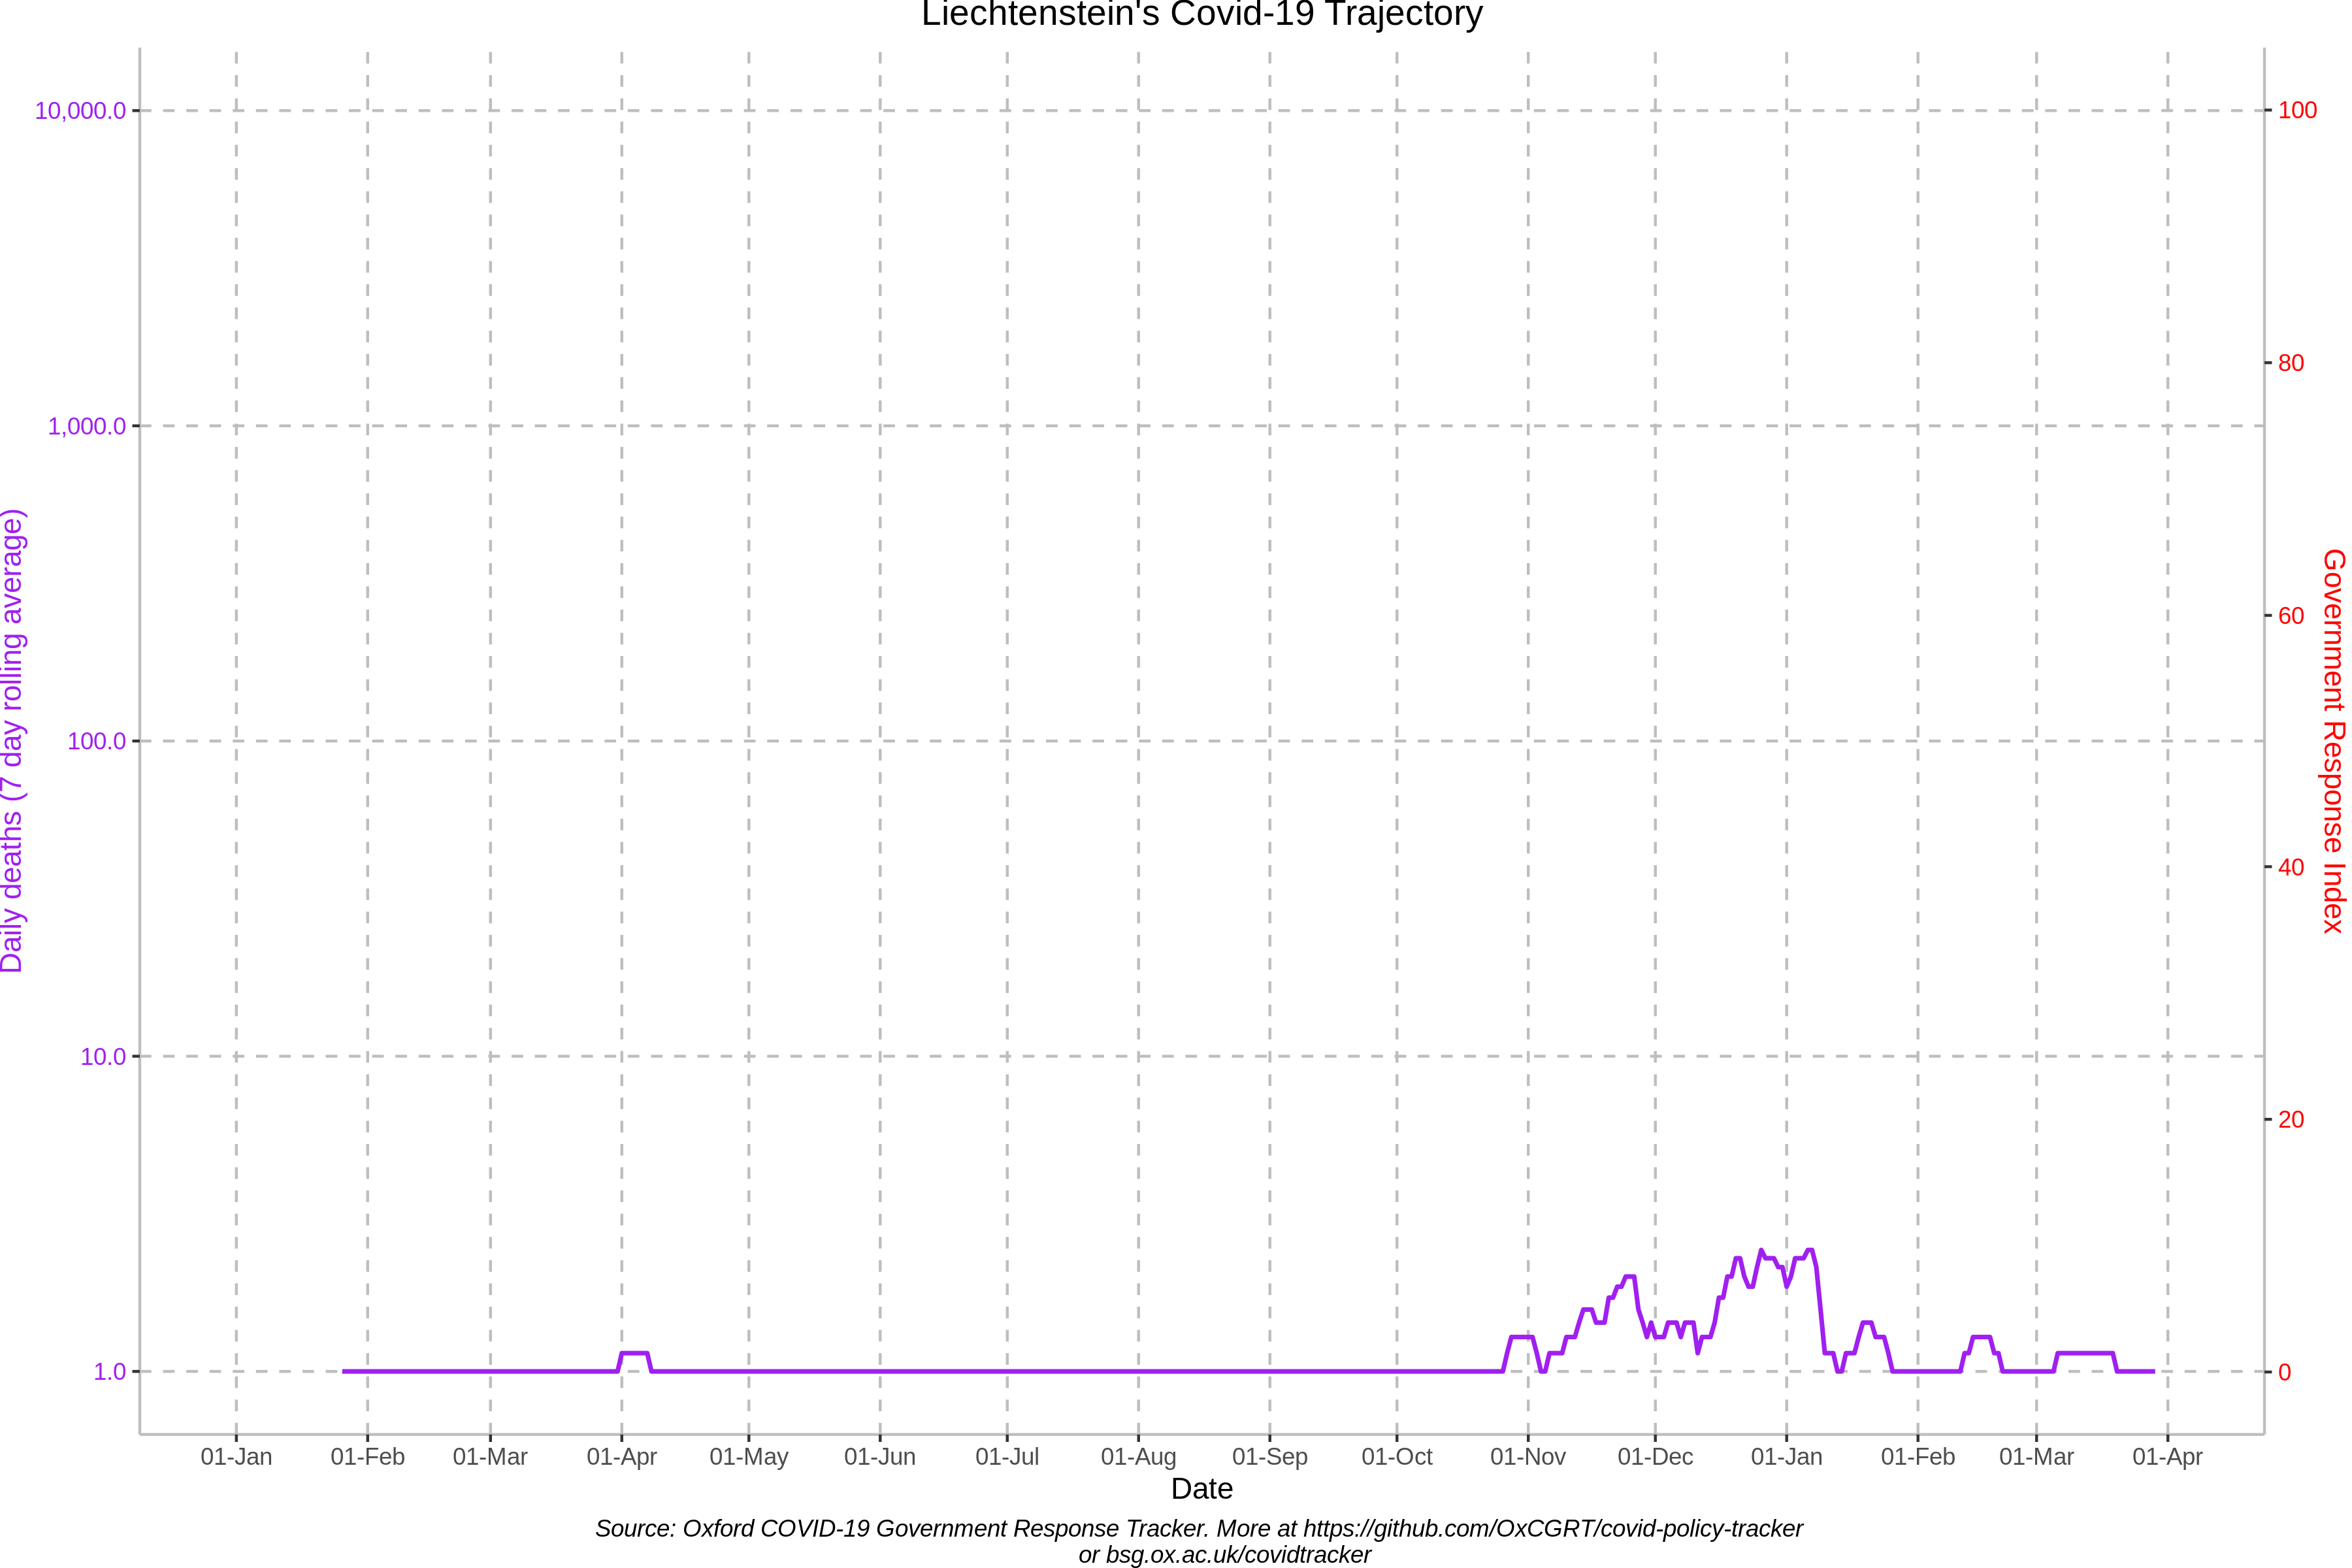 Liechtenstein's Covid-19 Trajectory
10,000.0
1,000.0
100.0
10.0
1.0
Daily deaths (7 day rolling average)
100
80
60
40
20
0
Government Response Index
01-Jan 01-Feb 01-Mar 01-Apr 01-May 01-Jun 01-Jul 01-Aug 01-Sep 01-Oct 01-Nov 01-Dec 01-Jan 01-Feb 01-Mar 01-Apr
Date
Source: Oxford COVID-19 Government Response Tracker. More at https://github.com/OxCGRT/covid-policy-tracker
or bsg.ox.ac.uk/covidtracker